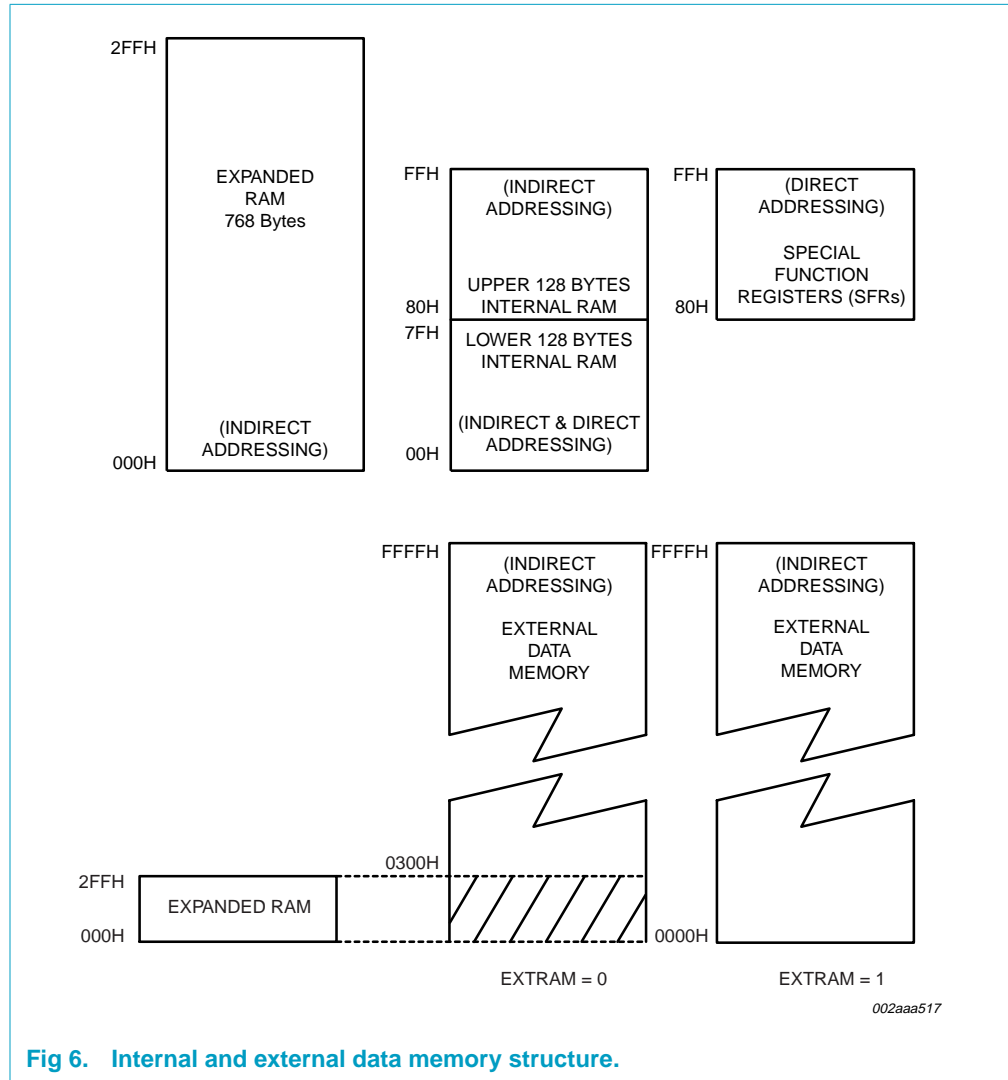 2FFH
EXPANDED
RAM
768 Bytes
(INDIRECT
ADDRESSING)
000H
FFH
(INDIRECT
ADDRESSING)
UPPER 128 BYTES
INTERNAL RAM
80H
7FH
LOWER 128 BYTES
INTERNAL RAM
(INDIRECT & DIRECT
ADDRESSING)
00H
FFH
(DIRECT
ADDRESSING)
SPECIAL
FUNCTION
REGISTERS (SFRs)
80H
FFFFH
(INDIRECT
ADDRESSING)
EXTERNAL
DATA
MEMORY
FFFFH
(INDIRECT
ADDRESSING)
EXTERNAL
DATA
MEMORY
0300H
2FFH
EXPANDED RAM
000H
0000H
EXTRAM = 0
EXTRAM = 1
002aaa517
Fig 6. Internal and external data memory structure.